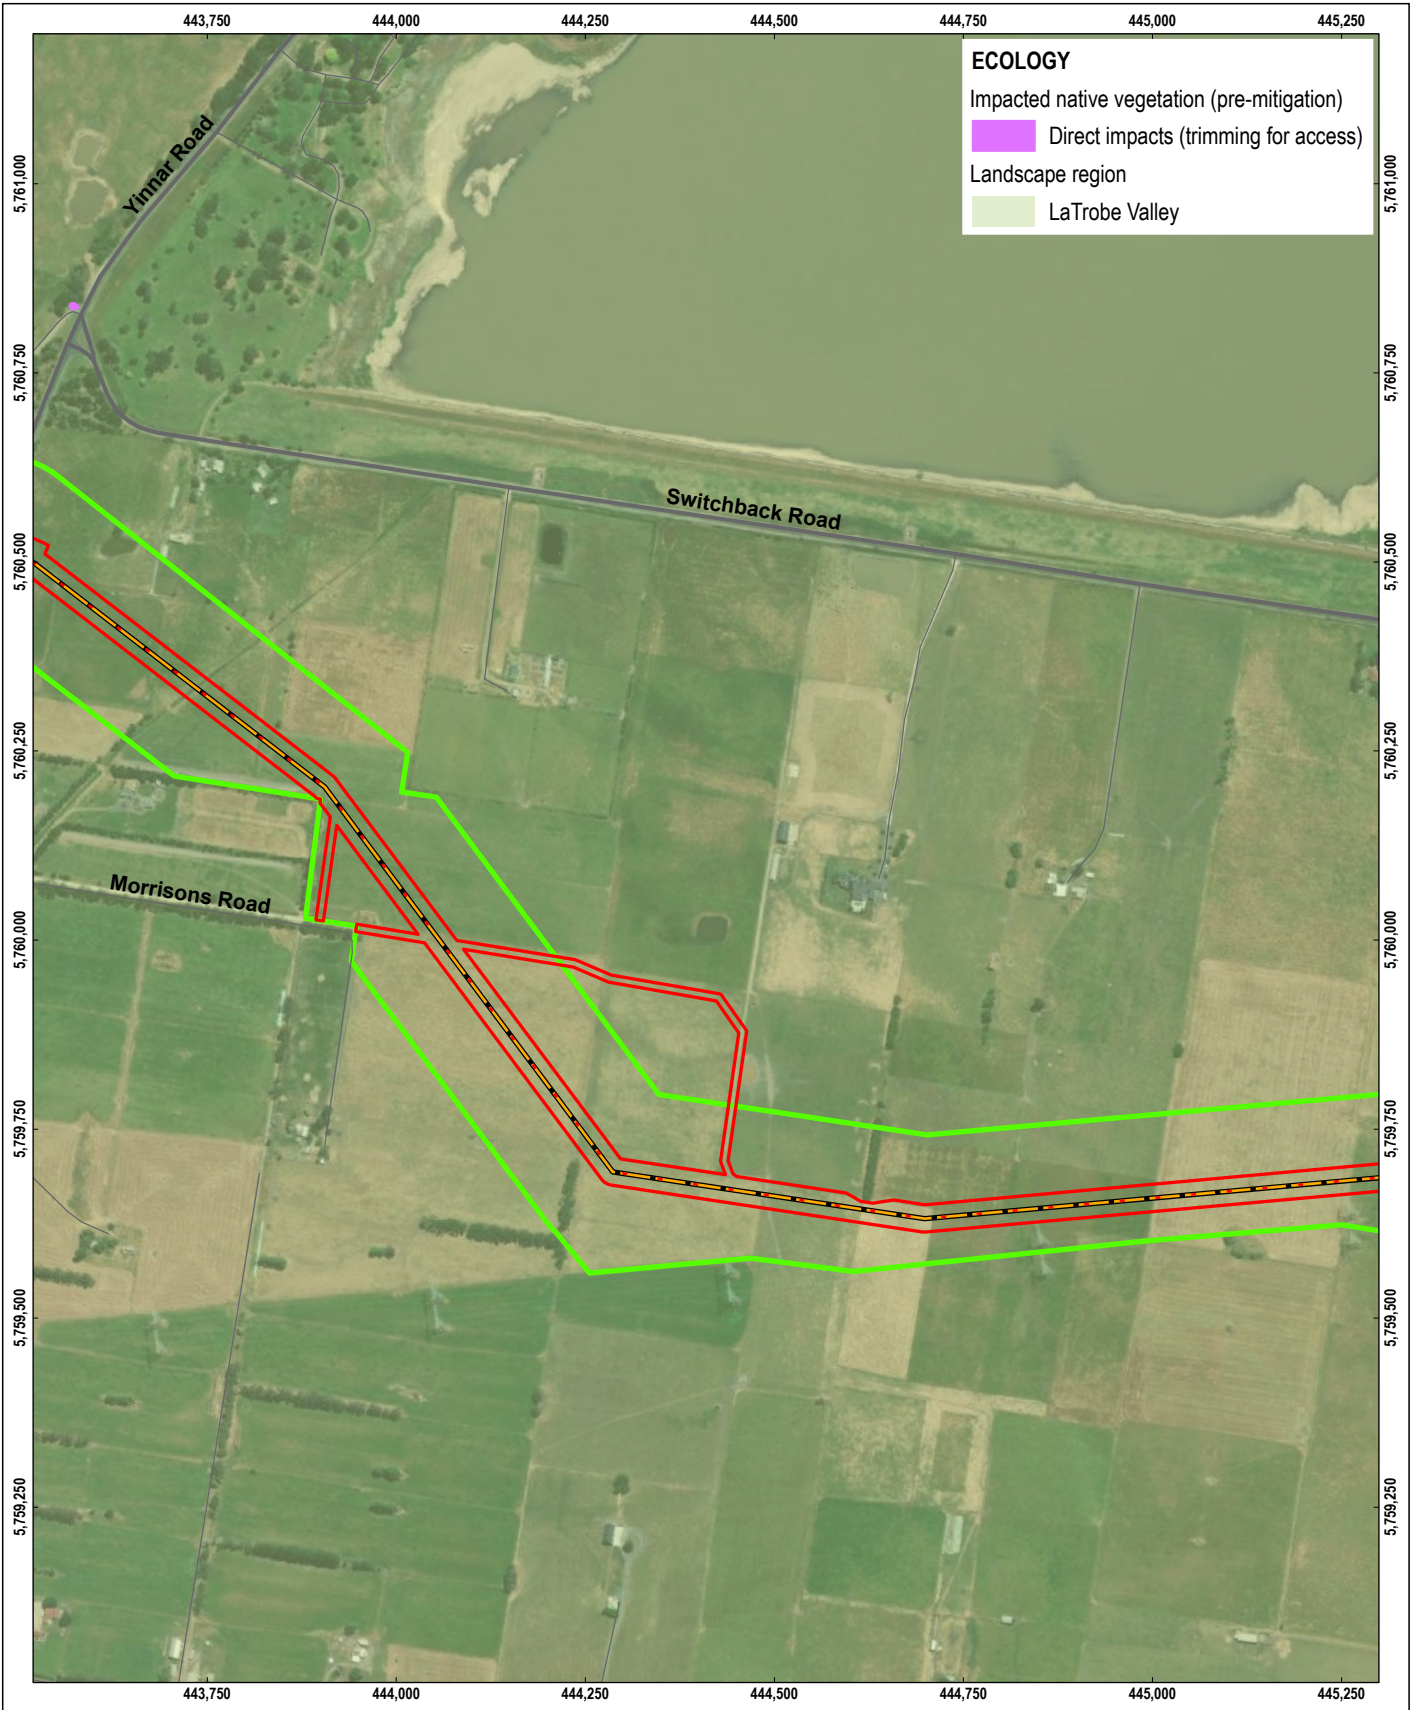 443,750 444,000 444,250 444,500 444,750 445,000 445,250
ECOLOGY
Impacted native vegetation (pre-mitigation)
Direct impacts (trimming for access)
Landscape region
LaTrobe Valley
Yinnar Road
5,761,000 5,761,000
5,760,750 5,760,750
Switchback Road
5,760,500 5,760,500
5,760,250 5,760,250
Morrisons Road
5,760,000 5,760,000
5,759,750 5,759,750
5,759,500 5,759,500
5,759,250 5,759,250
443,750 444,000 444,250 444,500 444,750 445,000 445,250